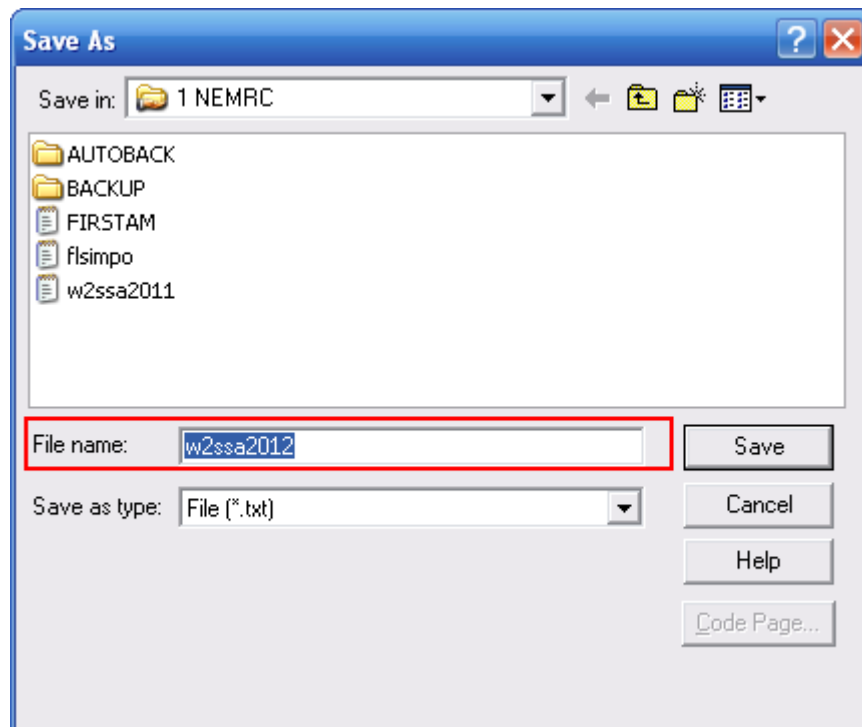 Save As
Save in: 1 NEMRC
AUTOBACK
BACKUP
FIRSTAM
flsimpo
w2ssa2011
File name: w2ssa2012 Save
Save as type: File (*.txt) Cancel
Help
Code Page...